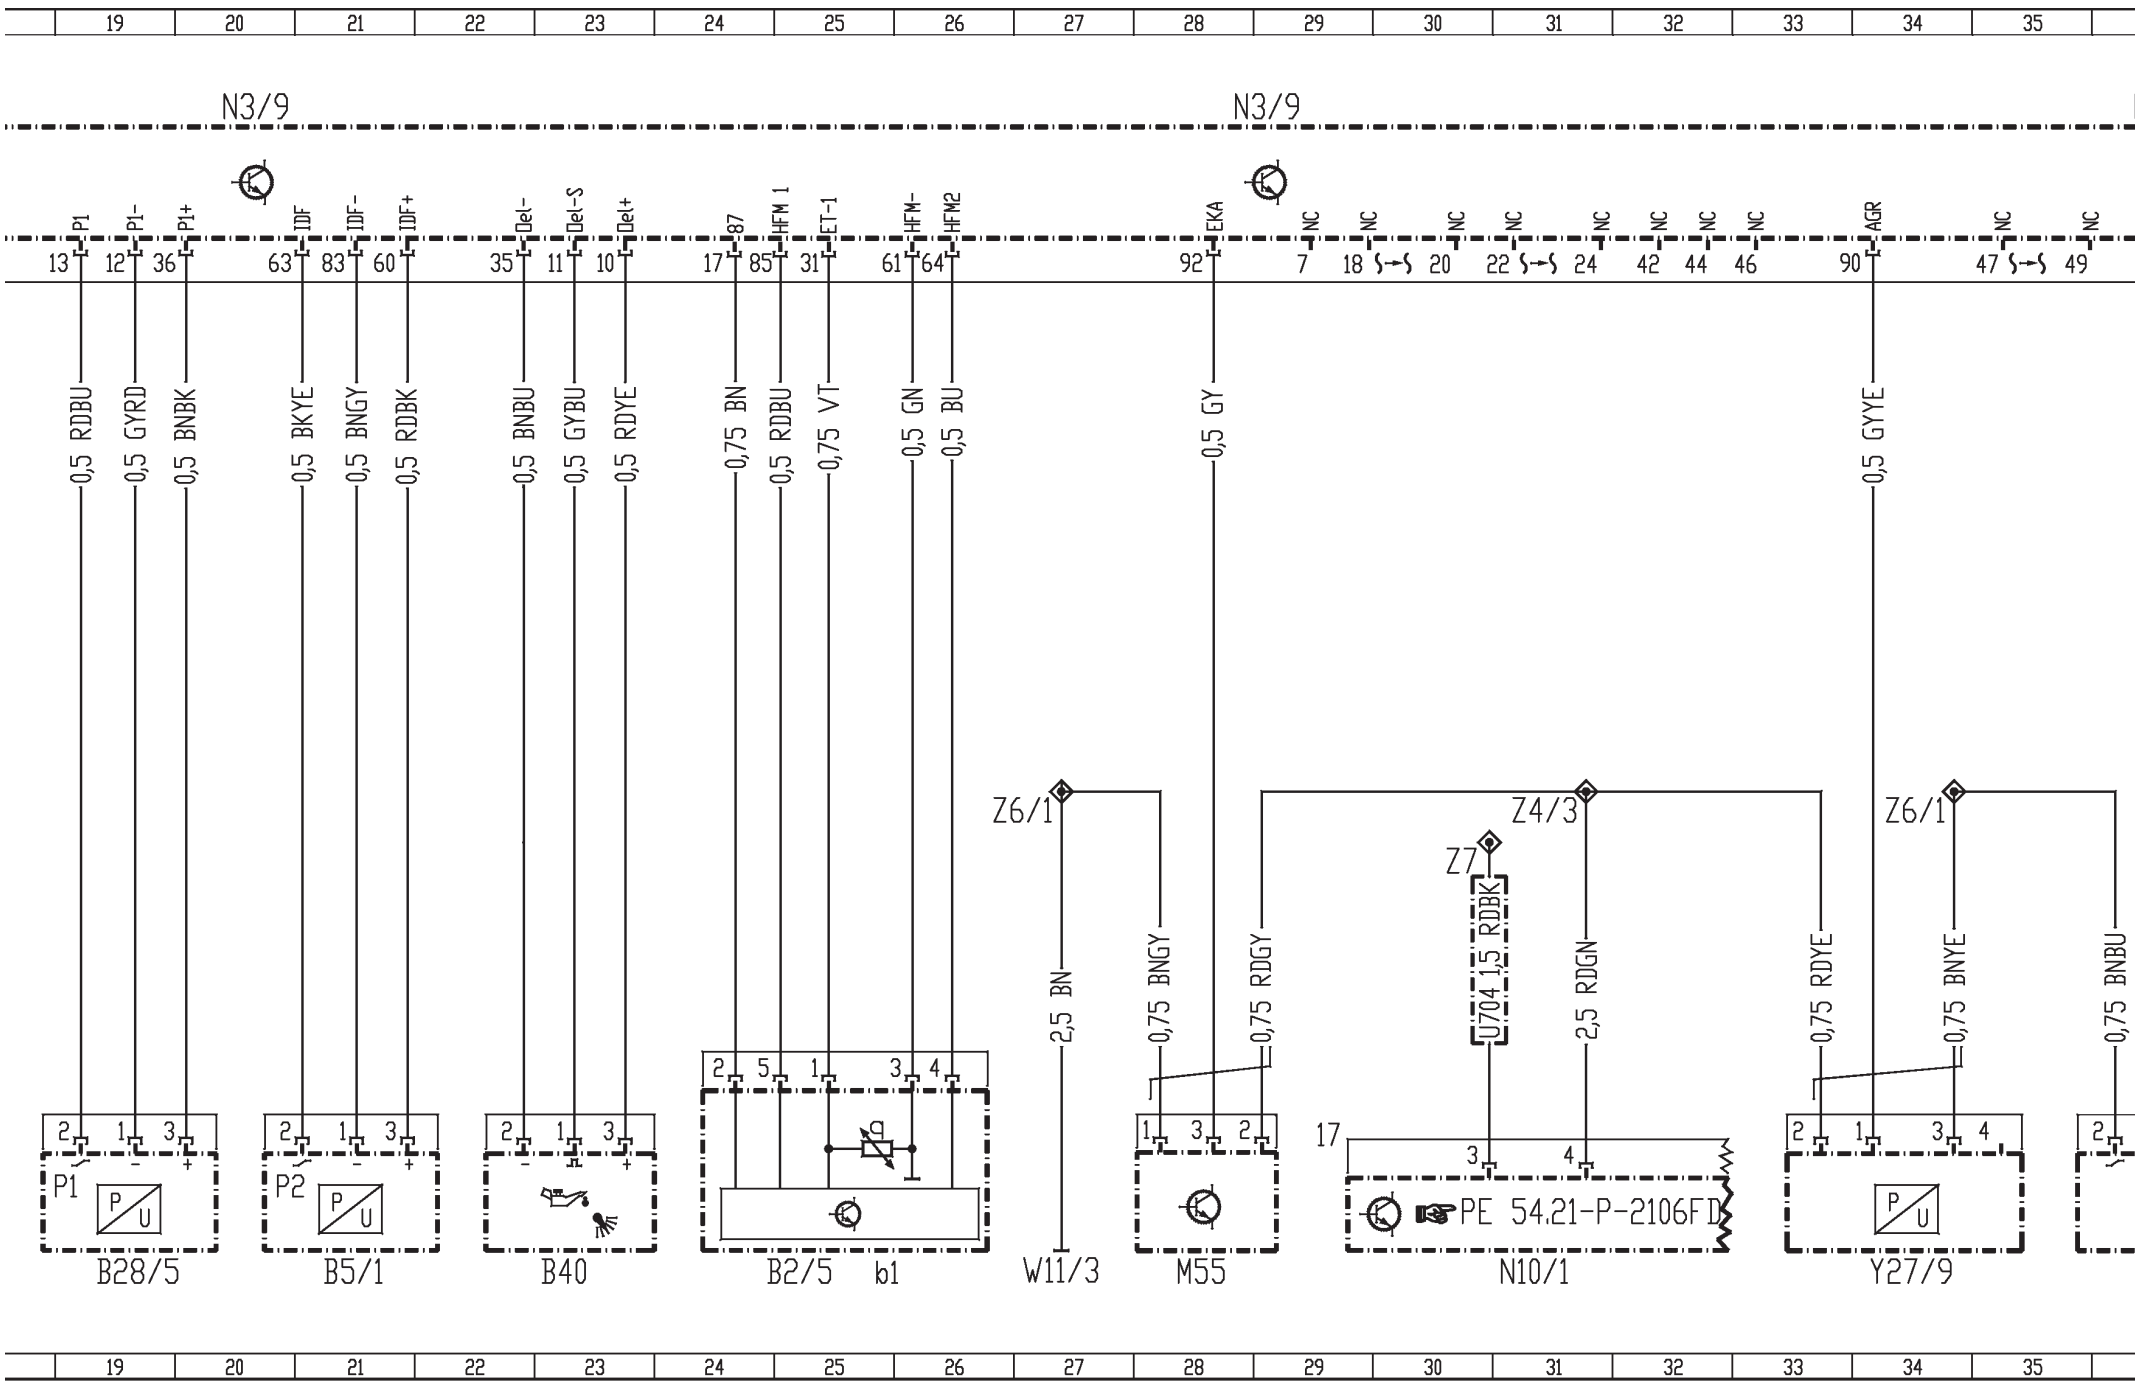 19 20 21 22 23 24 25 26 27 28 29 30 31 32 33 34 35
N3/9 N3/9
P1 P1- P1+ IDF IDF- IDF+ Oel- Oel-S Oel+ 87 HFM 1 ET-1 HFM- HFM2 EKA NC NC NC NC NC NC NC NC AGR NC NC
13 12 36 63 83 60 35 11 10 17 85 31 61 64 92 7 18 20 22 24 42 44 46 90 47 49
0,5 RDBU
0,5 GYRD
0,5 BNBK
0,5 BKYE
0,5 BNGY
0,5 RDBK
0,5 BNBU
0,5 GYBU
0,5 RDYE
0,75 BN
0,5 RDBU
0,75 VT
0,5 GN
0,5 BU
0,5 GY
0,5 GYYE
Z6/1 Z4/3 Z6/1
Z7
2,5 BN
0,75 BNGY
0,75 RDGY
U704 1,5 RDBK
2,5 RDGN
0,75 RDYE
0,75 BNYE
0,75 BNBU
2 5 1 3 4
2 1 3 2 1 3 2 1 3 1 3 2 17 3 4 2 1 3 4 2
- + - + - +
q
P1 P U P2 P U PE 54.21-P-2106FD P U
B28/5 B5/1 B40 B2/5 b1 W11/3 M55 N10/1 Y27/9
19 20 21 22 23 24 25 26 27 28 29 30 31 32 33 34 35